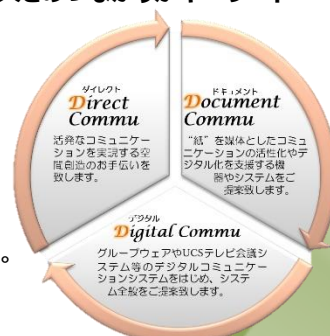 ダイレクト
Direct
Commu
活発なコミュニケー
ションを実現する空
間創造のお手伝いを
致します。
ドキュメント
Document
Commu
“紙”を媒体としたコミュ
ニケーションの活性化やデ
ジタル化を支援する機
器やシステムをご
提案致します。
デジタル
Digital Commu
グループウェアやUCSテレビ会議シ
ステム等のデジタルコミュニケー
ションシステムをはじめ、システ
ム全般をご提案致します。
。